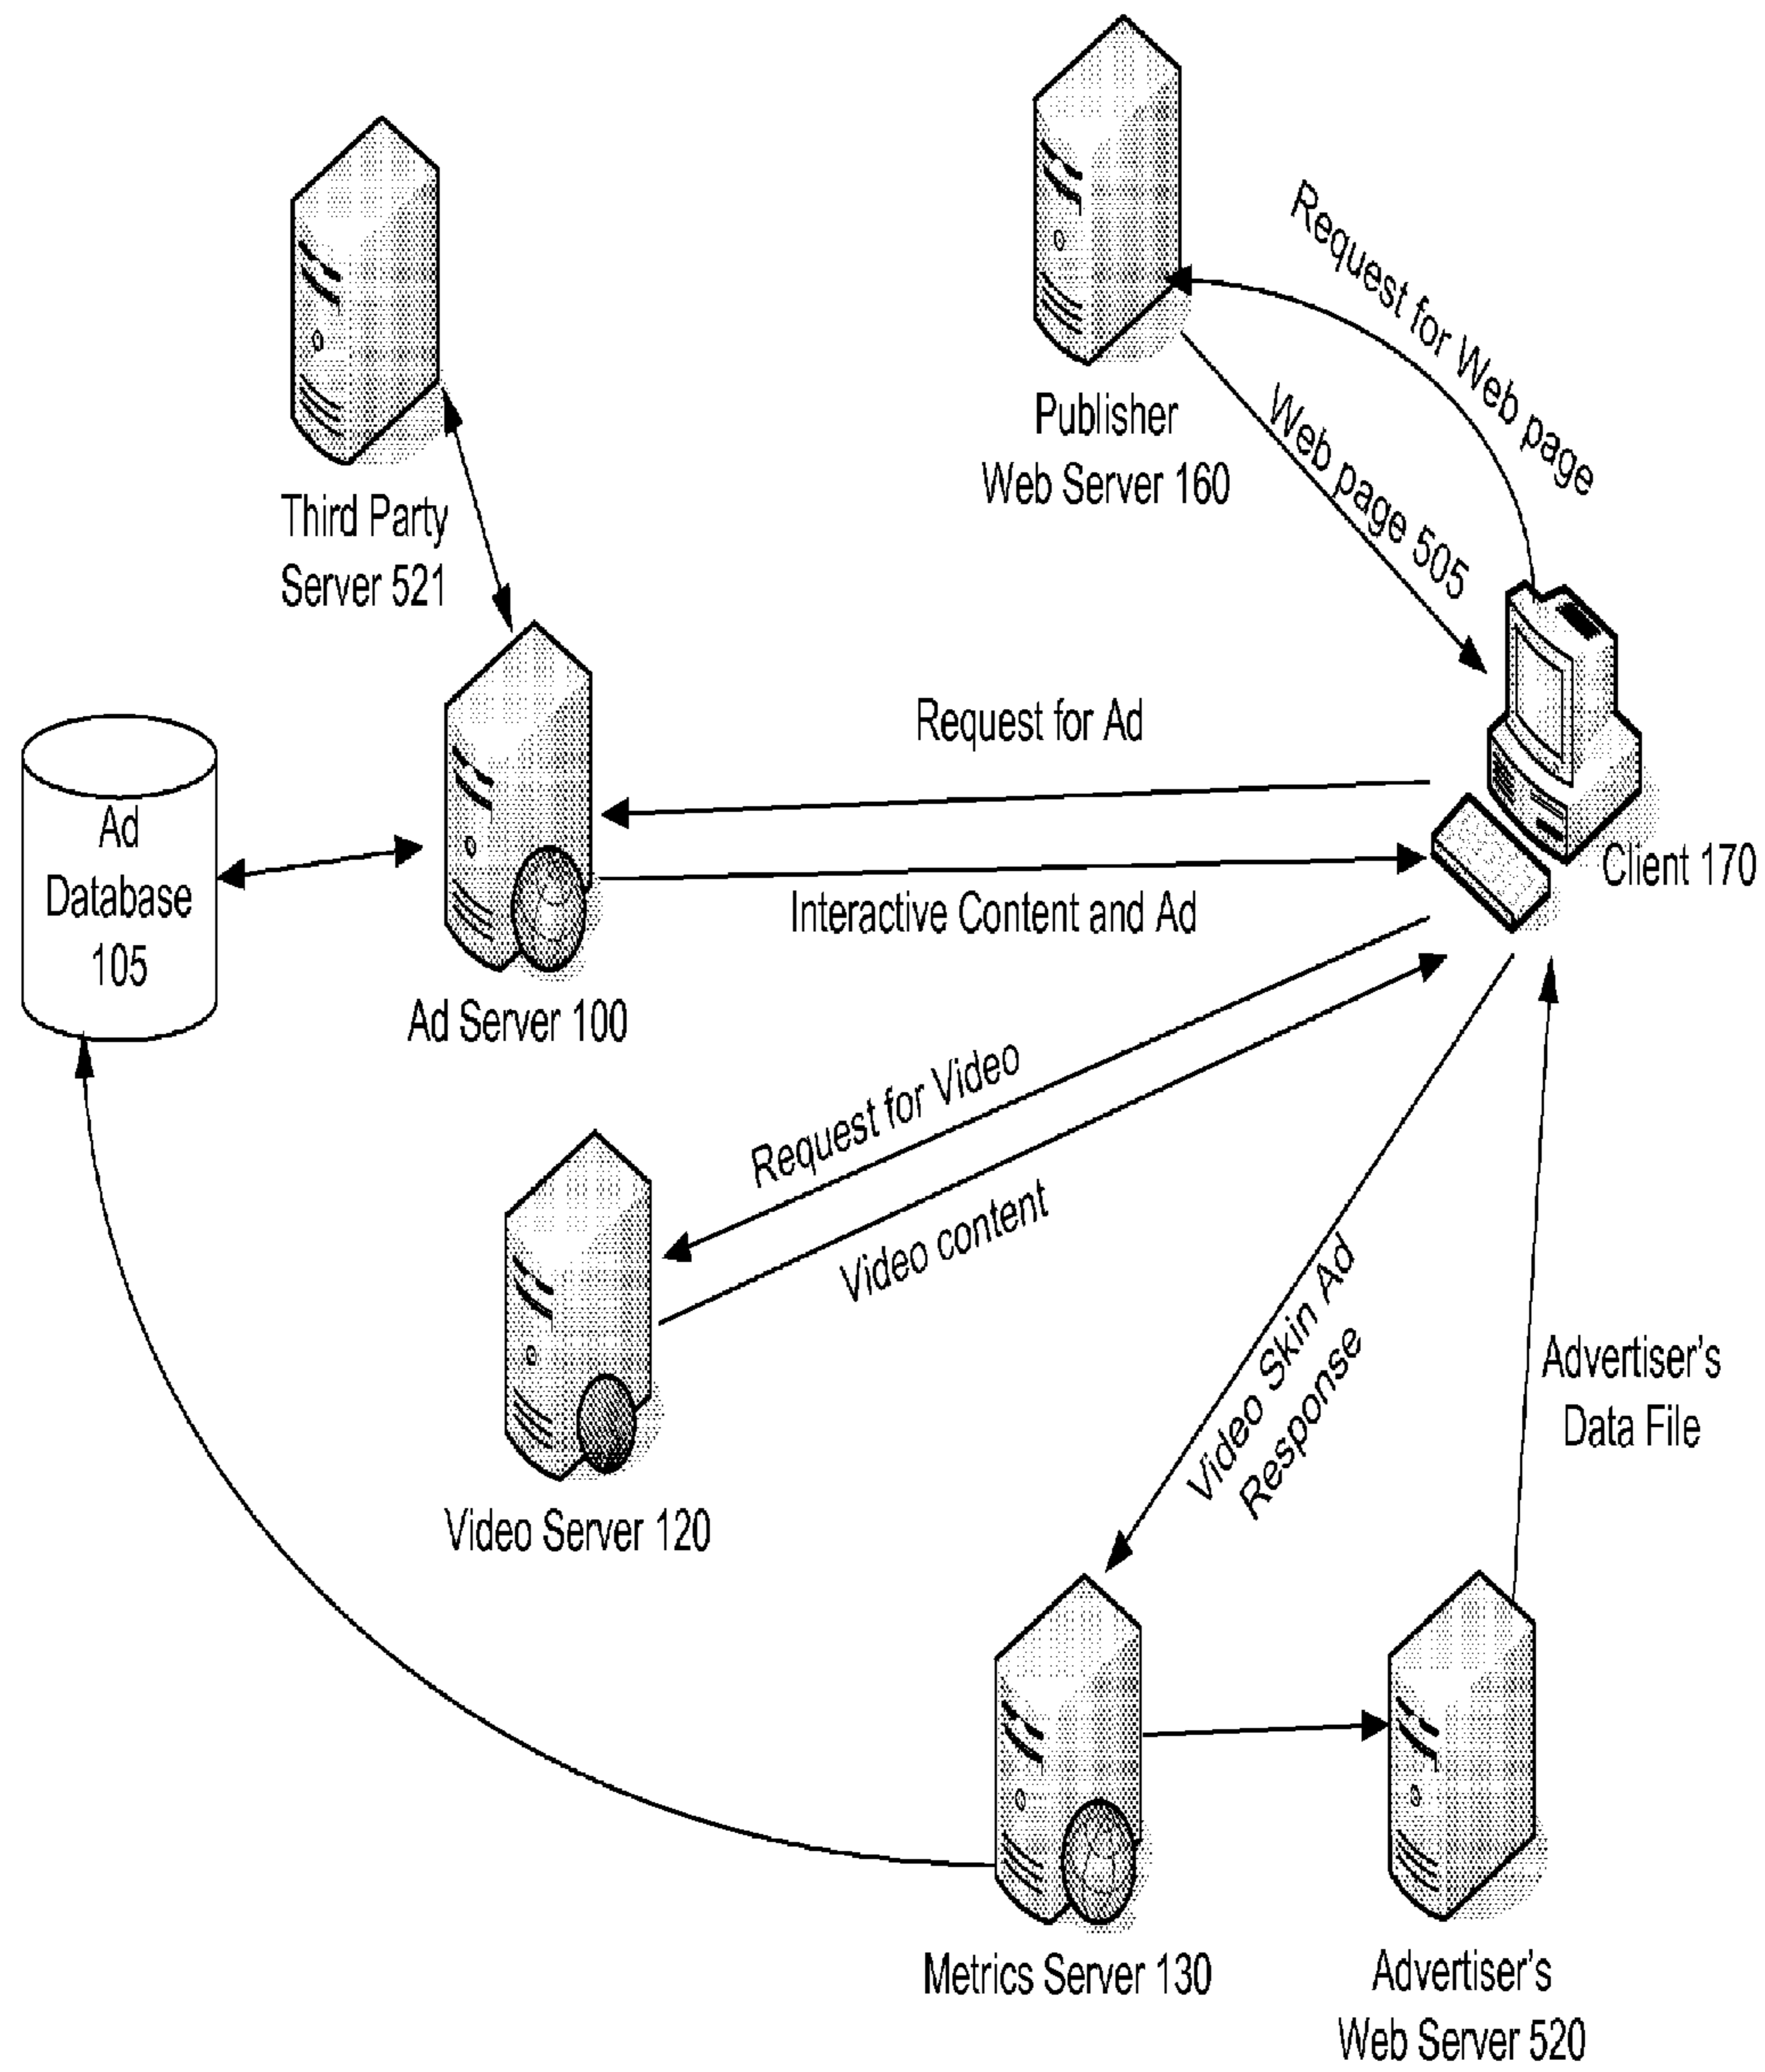 Request for Web page
Publisher
Web Server 160
Web page 505
Third Party
Server 521
Request for Ad
Ad
Database
105
Client 170
Interactive Content and Ad
Ad Server 100
Request for Video
Video content
Video Skin Ad
Response
Advertiser's
Data File
Video Server 120
Metrics Server 130
Advertiser's
Web Server 520